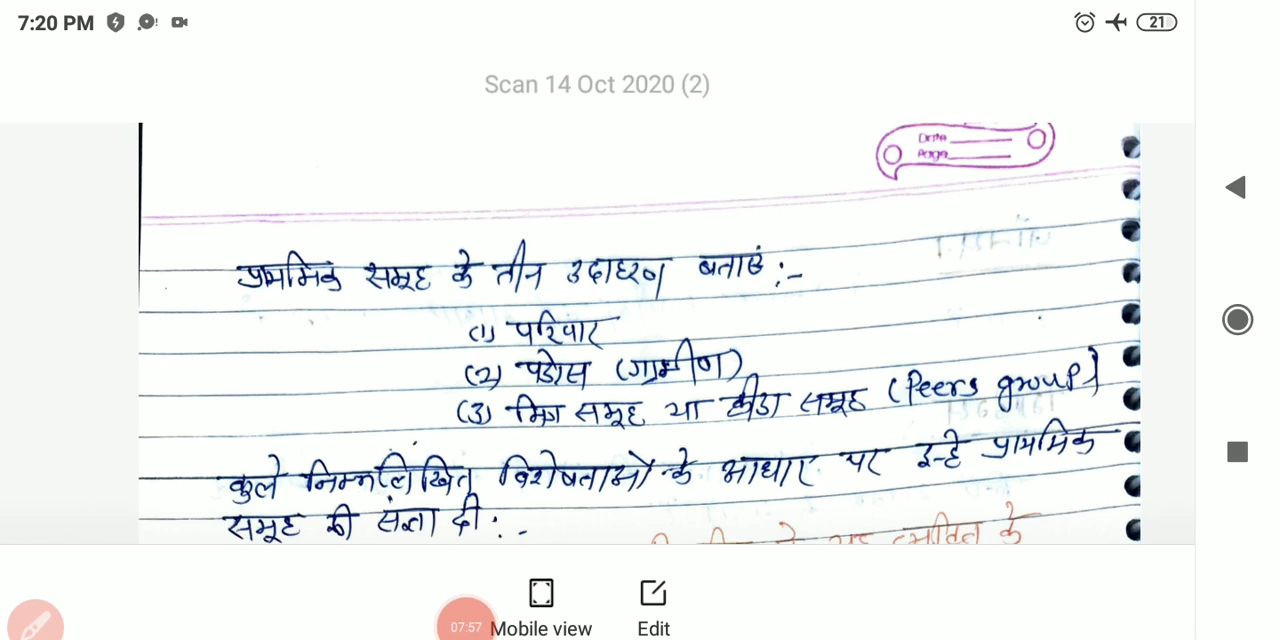 7:20 PM
21
Scan 14 Oct 2020 (2)
Date
Page
प्राथमिक समूह के तीन उदाहरण बताएं :-
(1) परिवार
(2) पडोस (ग्रामीण)
(3) मित्र समूह या क्रीडा समूह (Peers group)
कुले निम्नलिखित विशेषताओं के आधार पर इन्हे प्राथमिक
समूह की संज्ञा दी :-
व्यक्ति के
07:57 Mobile view Edit